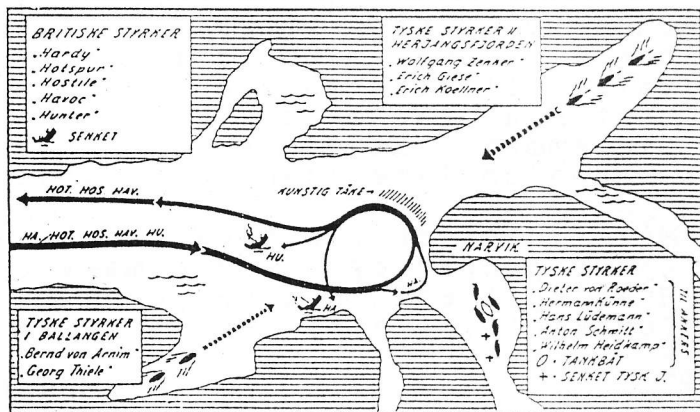 BRITISKE STYRKER
„Hardy"
„Hotspur"
„Hostile"
„Havoc"
„Hunter"
SENKET
TYSKE STYRKER U
HERJANGSFJORDEN
„Wolfgang Zenker"
„Erich Giese"
„Erich Koellner"
HOT. HOS. HAV.
KUNSTIG TÅKE→
HA. HOT. HOS. HAV. HU.
HU.
HA.
HA.
NARVIK
TYSKE STYRKER
I BALLANGEN
„Bernd von Arnim"
„Georg Thiele"
TYSKE STYRKER
„Dieter von Roeder"
„Hermann Künne"
„Hans Lüdemann"
„Anton Schmitt"
„Wilhelm Heidkamp"
O - TANKBÅT
+ - SENKET TYSK J.
TIL ANKERS